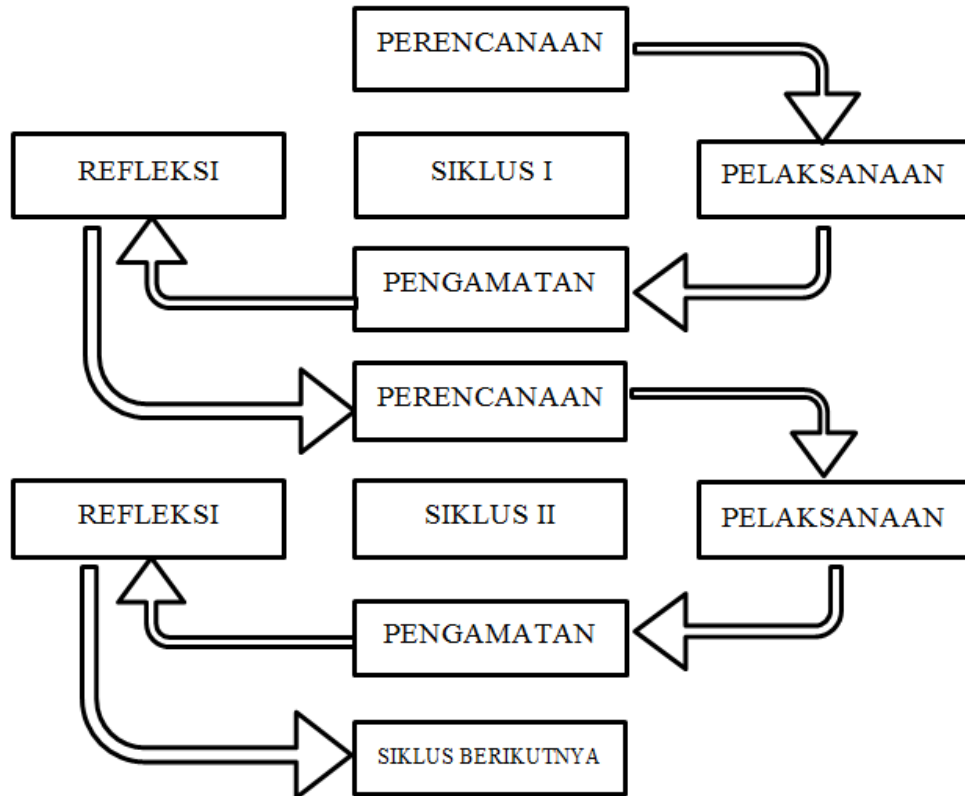 PERENCANAAN
REFLEKSI
SIKLUS I
PELAKSANAAN
PENGAMATAN
PERENCANAAN
REFLEKSI
SIKLUS II
PELAKSANAAN
PENGAMATAN
SIKLUS BERIKUTNYA